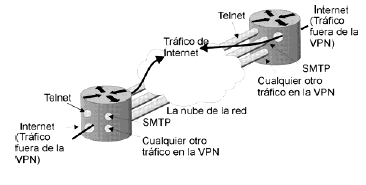 Telnet
Internet
(Tráfico
fuera de la
VPN)
Tráfico de
Internet
SMTP
Cualquier otro
tráfico en la VPN
Telnet
La nube de la red
Internet
(Tráfico
fuera de la
VPN)
SMTP
Cualquier otro
tráfico en la VPN